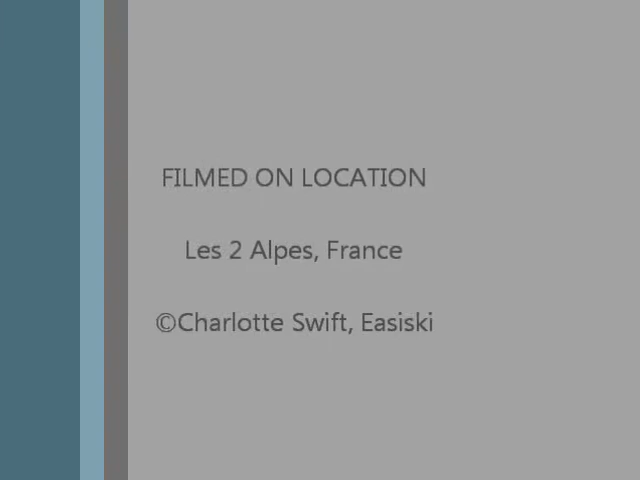 FILMED ON LOCATION
Les 2 Alpes, France
©Charlotte Swift, Easiski